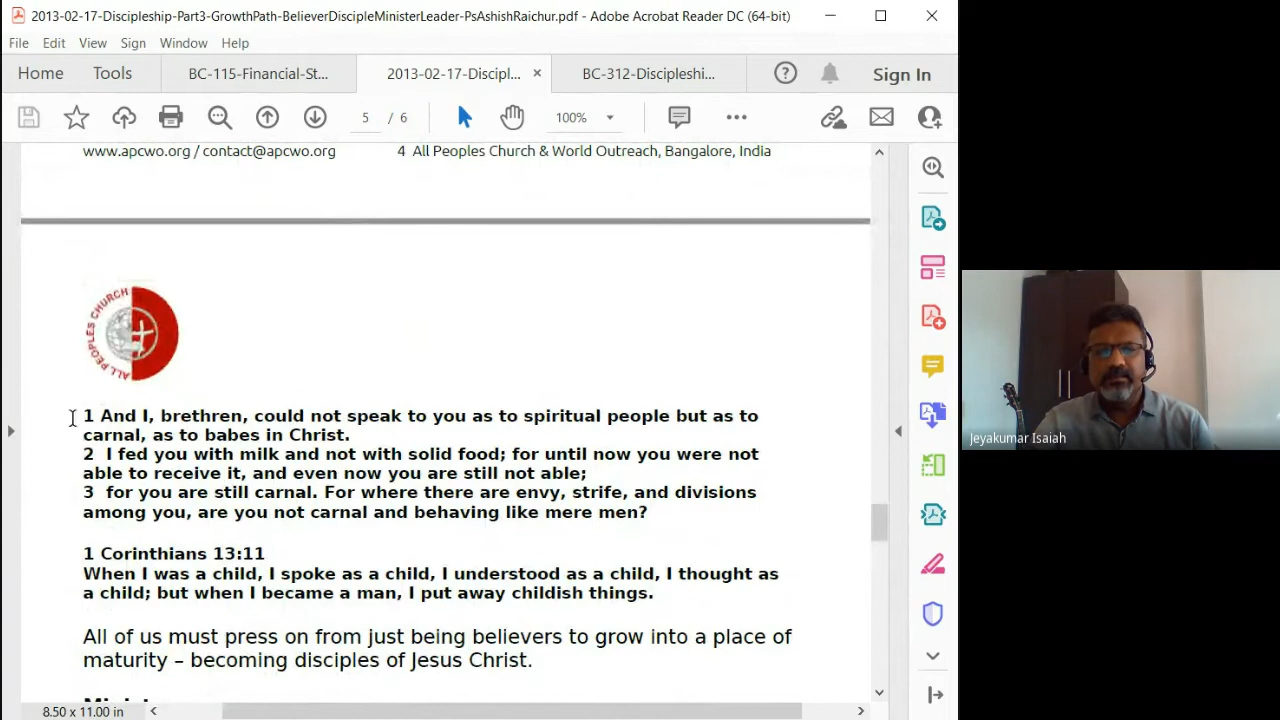 2013-02-17-Discipleship-Part3-GrowthPath-BelieverDiscipleMinisterLeader-PsAshishRaichur.pdf - Adobe Acrobat Reader DC (64-bit)
File Edit View Sign Window Help
Home Tools BC-115-Financial-St... 2013-02-17-Discipl... BC-312-Discipleshi... Sign In
5 / 6 100%
www.apcwo.org / contact@apcwo.org 4 All Peoples Church & World Outreach, Bangalore, India
ALL PEOPLES CHURCH
1 And I, brethren, could not speak to you as to spiritual people but as to
carnal, as to babes in Christ.
2 I fed you with milk and not with solid food; for until now you were not
able to receive it, and even now you are still not able;
3 for you are still carnal. For where there are envy, strife, and divisions
among you, are you not carnal and behaving like mere men?
1 Corinthians 13:11
When I was a child, I spoke as a child, I understood as a child, I thought as
a child; but when I became a man, I put away childish things.
All of us must press on from just being believers to grow into a place of
maturity – becoming disciples of Jesus Christ.
8.50 x 11.00 in
Jeyakumar Isaiah